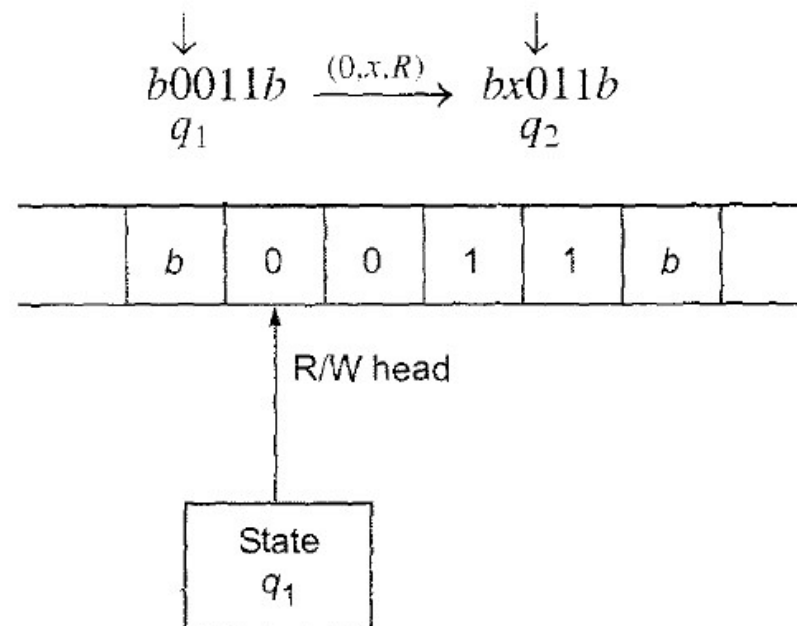 ↓ ↓
b0011b (0,x,R) → bx011b
q₁ q₂
b 0 0 1 1 b
R/W head
State
q₁